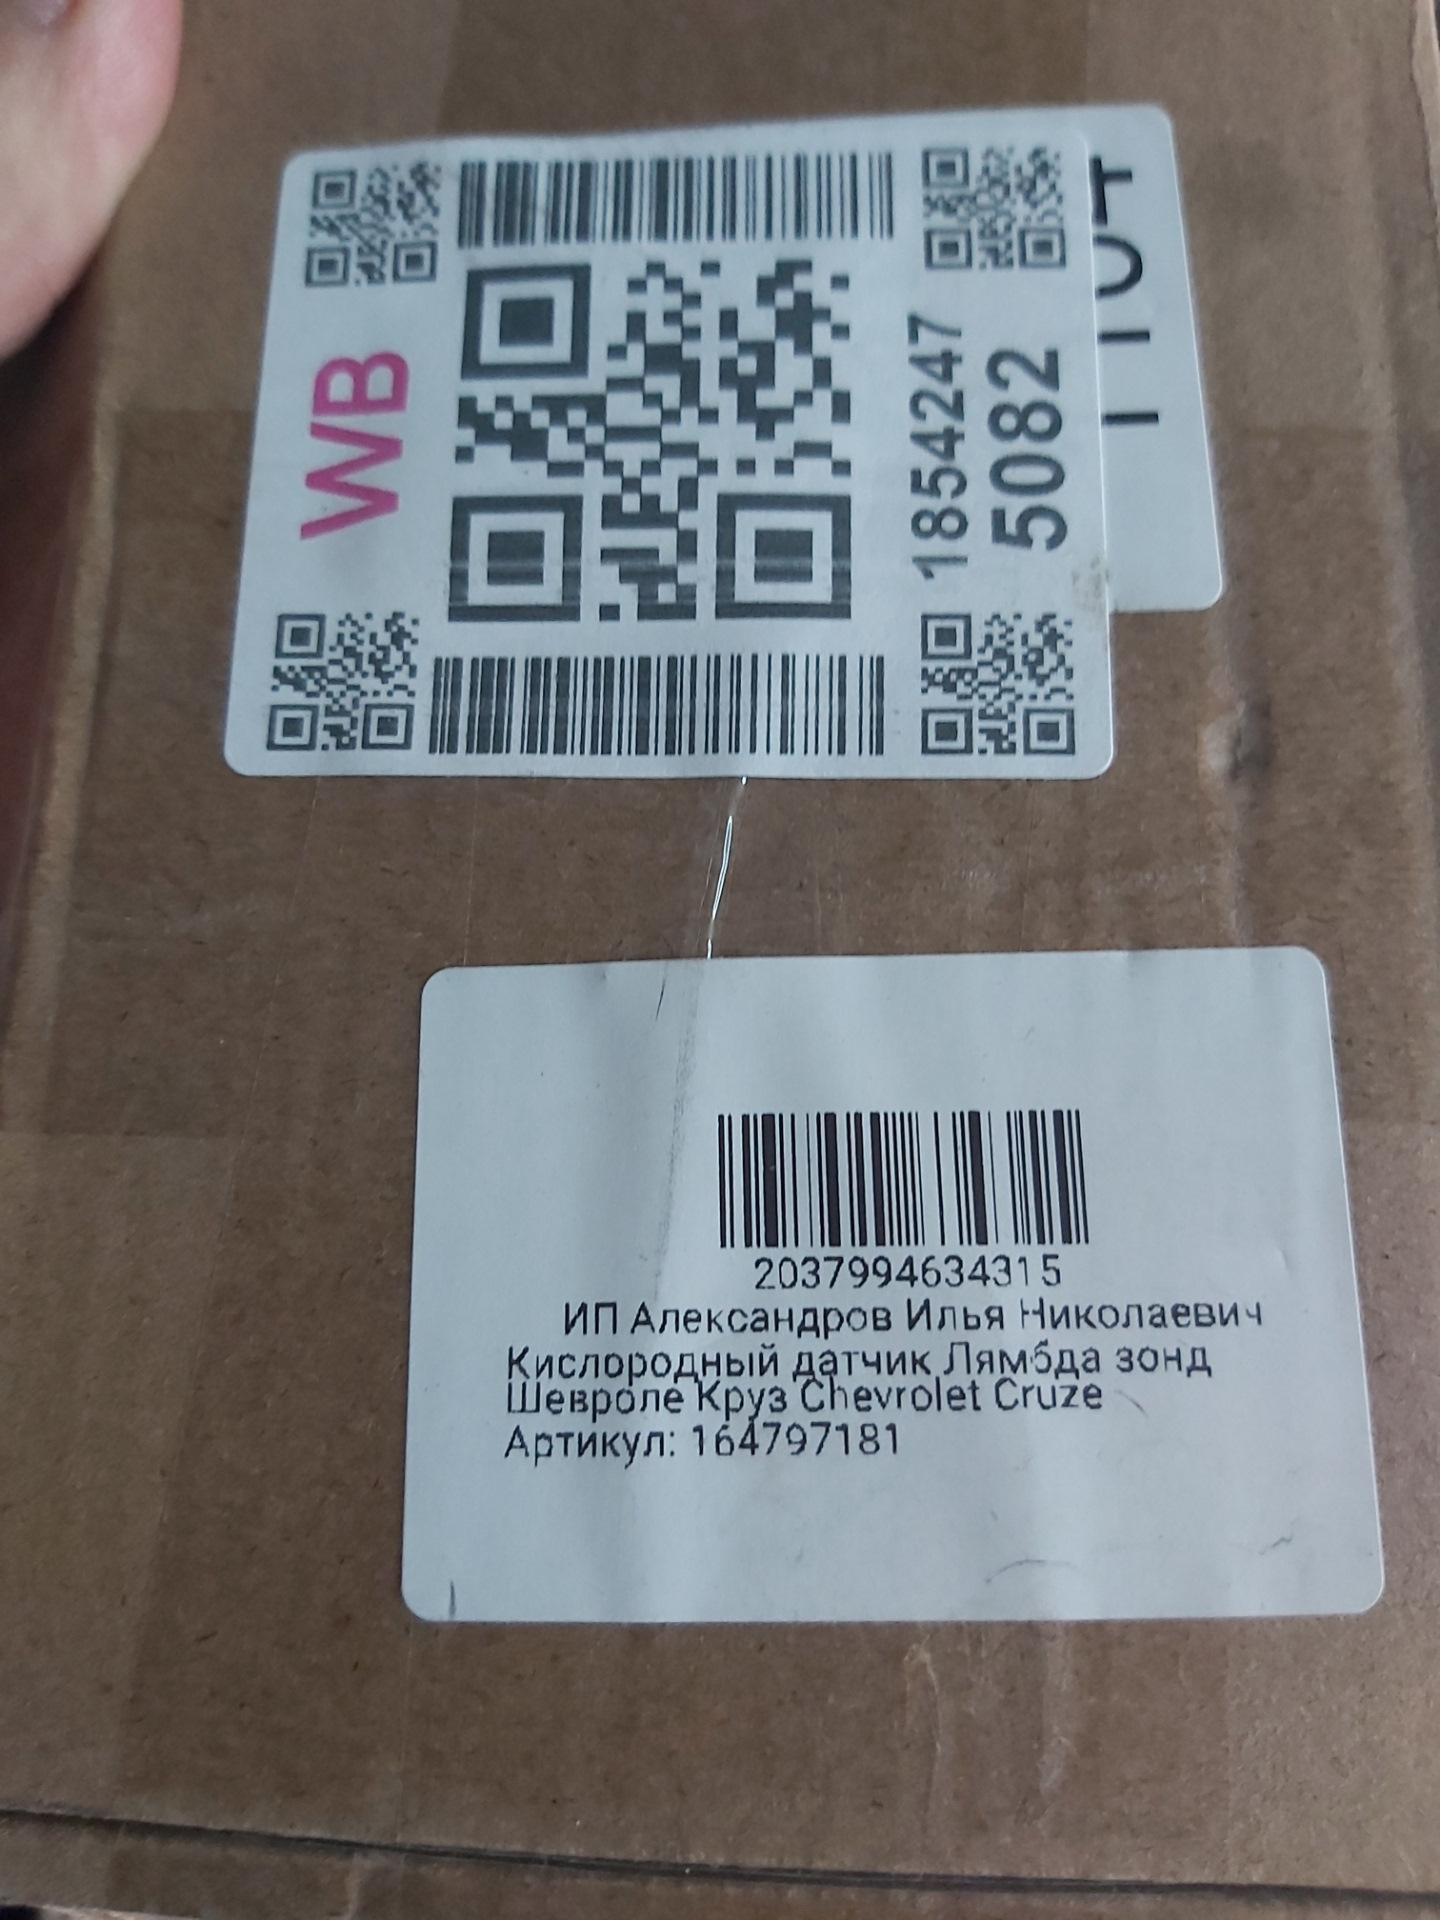 WB
1854247
5082
2037994634315
ИП Александров Илья Николаевич
Кислородный датчик Лямбда зонд
Шевроле Круз Chevrolet Cruze
Артикул: 164797181